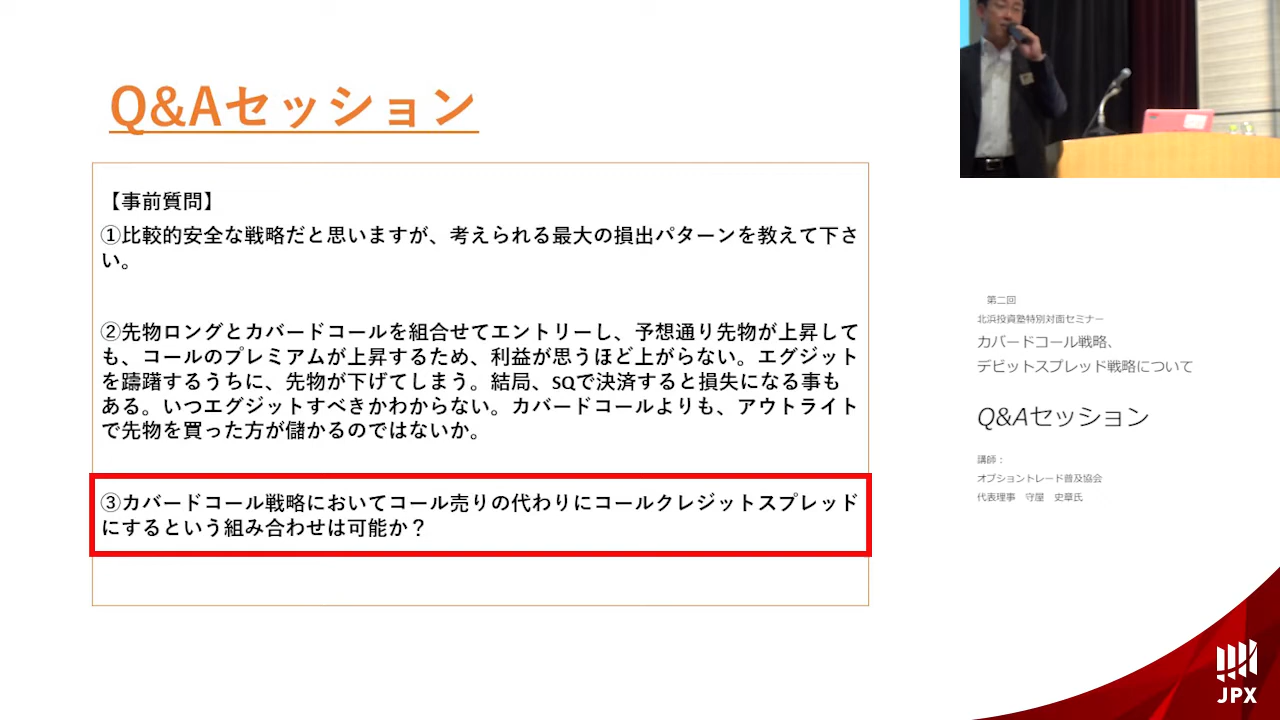 Q&Aセッション
【事前質問】
①比較的安全な戦略だと思いますが、考えられる最大の損出パターンを教えて下さ
い。
②先物ロングとカバードコールを組合せてエントリーし、予想通り先物が上昇して
も、コールのプレミアムが上昇するため、利益が思うほど上がらない。エグジット
を躊躇するうちに、先物が下げてしまう。結局、SQで決済すると損失になる事も
ある。いつエグジットすべきかわからない。カバードコールよりも、アウトライト
で先物を買った方が儲かるのではないか。
③カバードコール戦略においてコール売りの代わりにコールクレジットスプレッド
にするという組み合わせは可能か？
第二回
北浜投資塾特別対面セミナー
カバードコール戦略、
デビットスプレッド戦略について
Q&Aセッション
講師：
オプショントレード普及協会
代表理事 守屋 史章氏
JPX